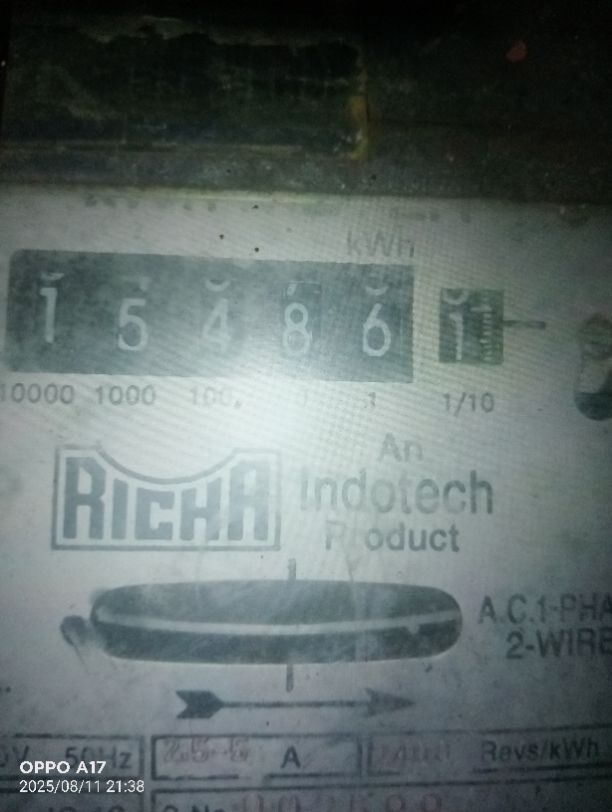 kWh
1 5 4 8 6 1
10000 1000 100 1 1/10
RICHA
An
Indotech
Product
A.C.1-PHA
2-WIRE
50Hz A Revs/kWh
OPPO A17
2025/08/11 21:38